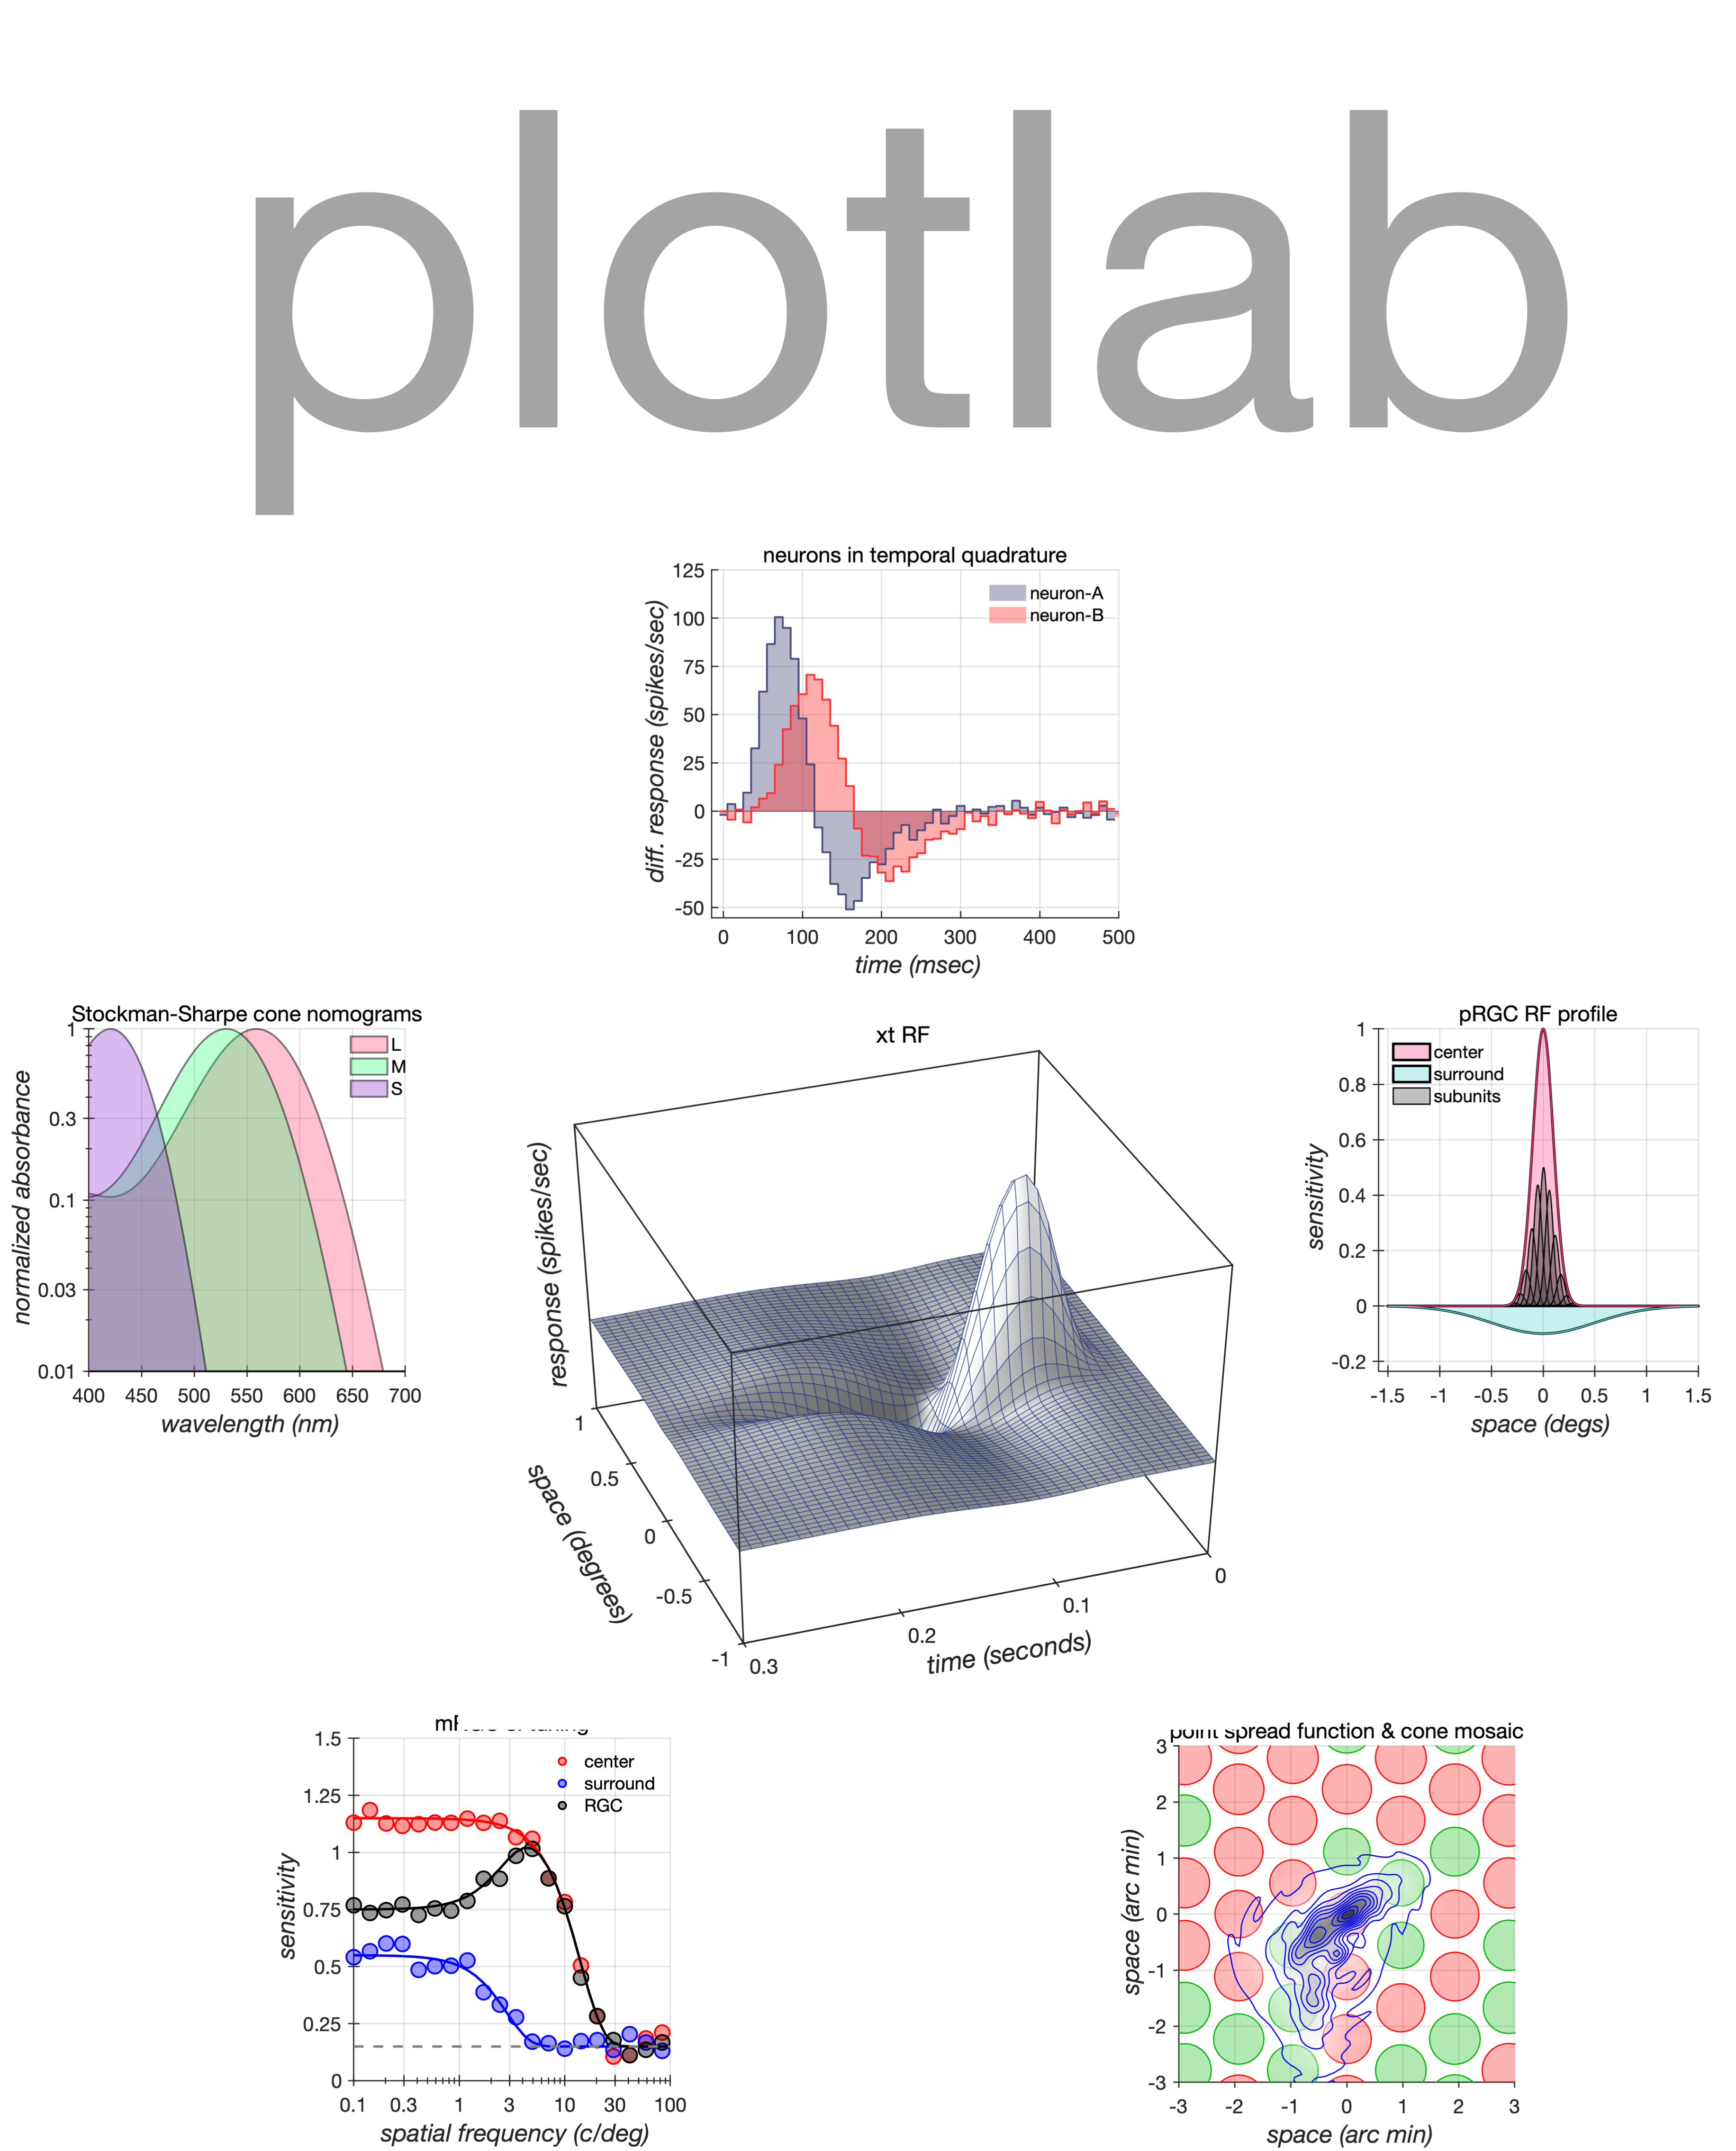 plotlab
neurons in temporal quadrature
125
100
75
50
25
0
-25
-50
diff. response (spikes/sec)
neuron-A
neuron-B
0 100 200 300 400 500
time (msec)
Stockman-Sharpe cone nomograms
1
0.3
0.1
0.03
0.01
normalized absorbance
L
M
S
400 450 500 550 600 650 700
wavelength (nm)
xt RF
response (spikes/sec)
1
0.5
0
-0.5
-1
space (degrees)
0.3 0.2 0.1 0
time (seconds)
pRGC RF profile
1
0.8
0.6
0.4
0.2
0
-0.2
sensitivity
center
surround
subunits
-1.5 -1 -0.5 0 0.5 1 1.5
space (degs)
1.5
1.25
1
0.75
0.5
0.25
0
sensitivity
center
surround
RGC
0.1 0.3 1 3 10 30 100
spatial frequency (c/deg)
point spread function & cone mosaic
3
2
1
0
-1
-2
-3
space (arc min)
-3 -2 -1 0 1 2 3
space (arc min)